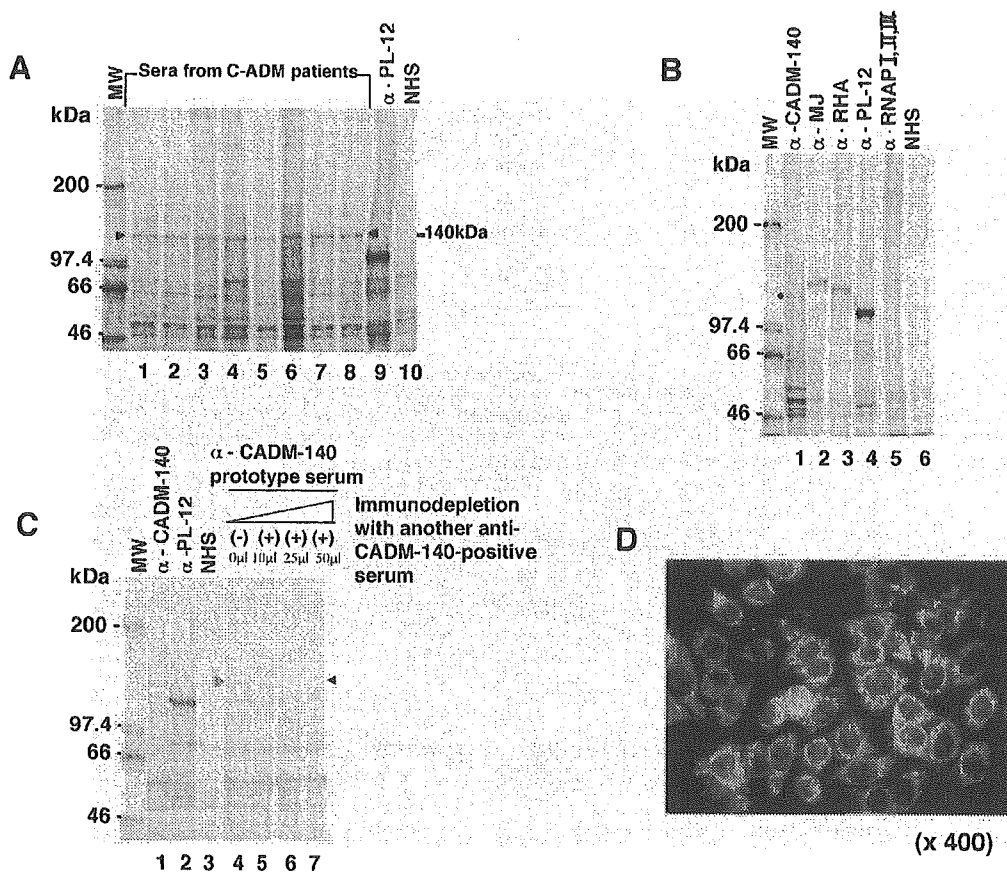 A
MW
Sera from C-ADM patients
α - PL-12
NHS
kDa
200
97.4
66
46
-140kDa
1 2 3 4 5 6 7 8 9 10
B
MW
α -CADM-140
α - MJ
α - RHA
α - PL-12
α -RNAP I, II, III
NHS
kDa
200
97.4
66
46
1 2 3 4 5 6
C
MW
α - CADM-140
α -PL-12
NHS
α - CADM-140
prototype serum
(-) (+) (+) (+)
0µl 10µl 25µl 50µl
Immunodepletion
with another anti-
CADM-140-positive
serum
kDa
200
97.4
66
46
1 2 3 4 5 6 7
D
(x 400)